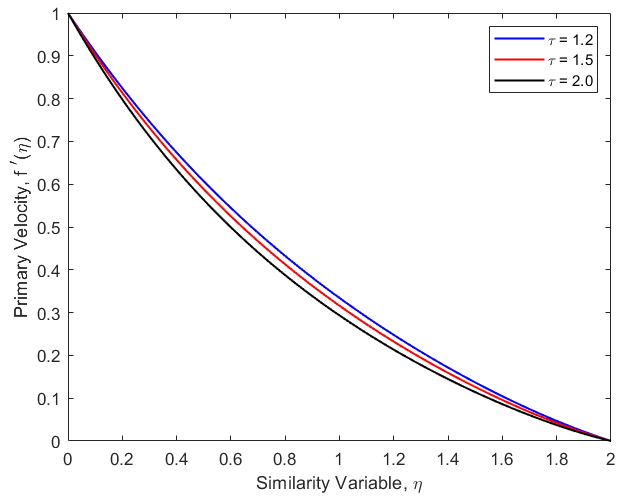 1
0.9
0.8
0.7
0.6
0.5
0.4
0.3
0.2
0.1
0
Primary Velocity, f ′(η)
τ = 1.2
τ = 1.5
τ = 2.0
0 0.2 0.4 0.6 0.8 1 1.2 1.4 1.6 1.8 2
Similarity Variable, η